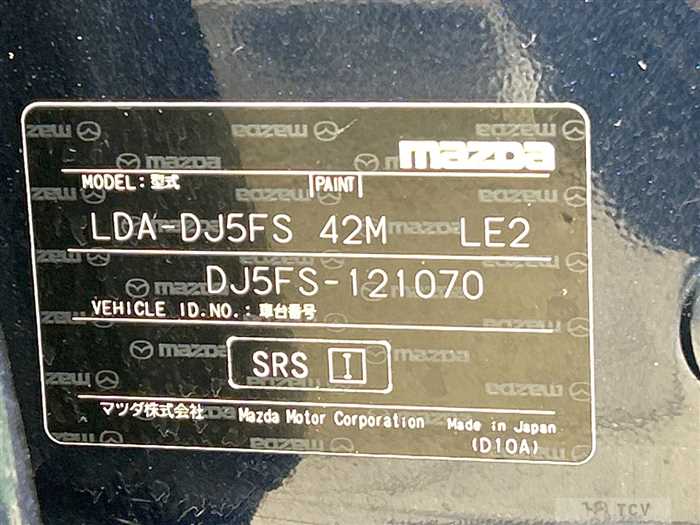 mazda
MODEL: 型式 PAINT
LDA-DJ5FS 42M LE2
DJ5FS-121070
VEHICLE ID.NO.: 車台番号
SRS I
マツダ株式会社 Mazda Motor Corporation Made in Japan
(D10A)
TCV